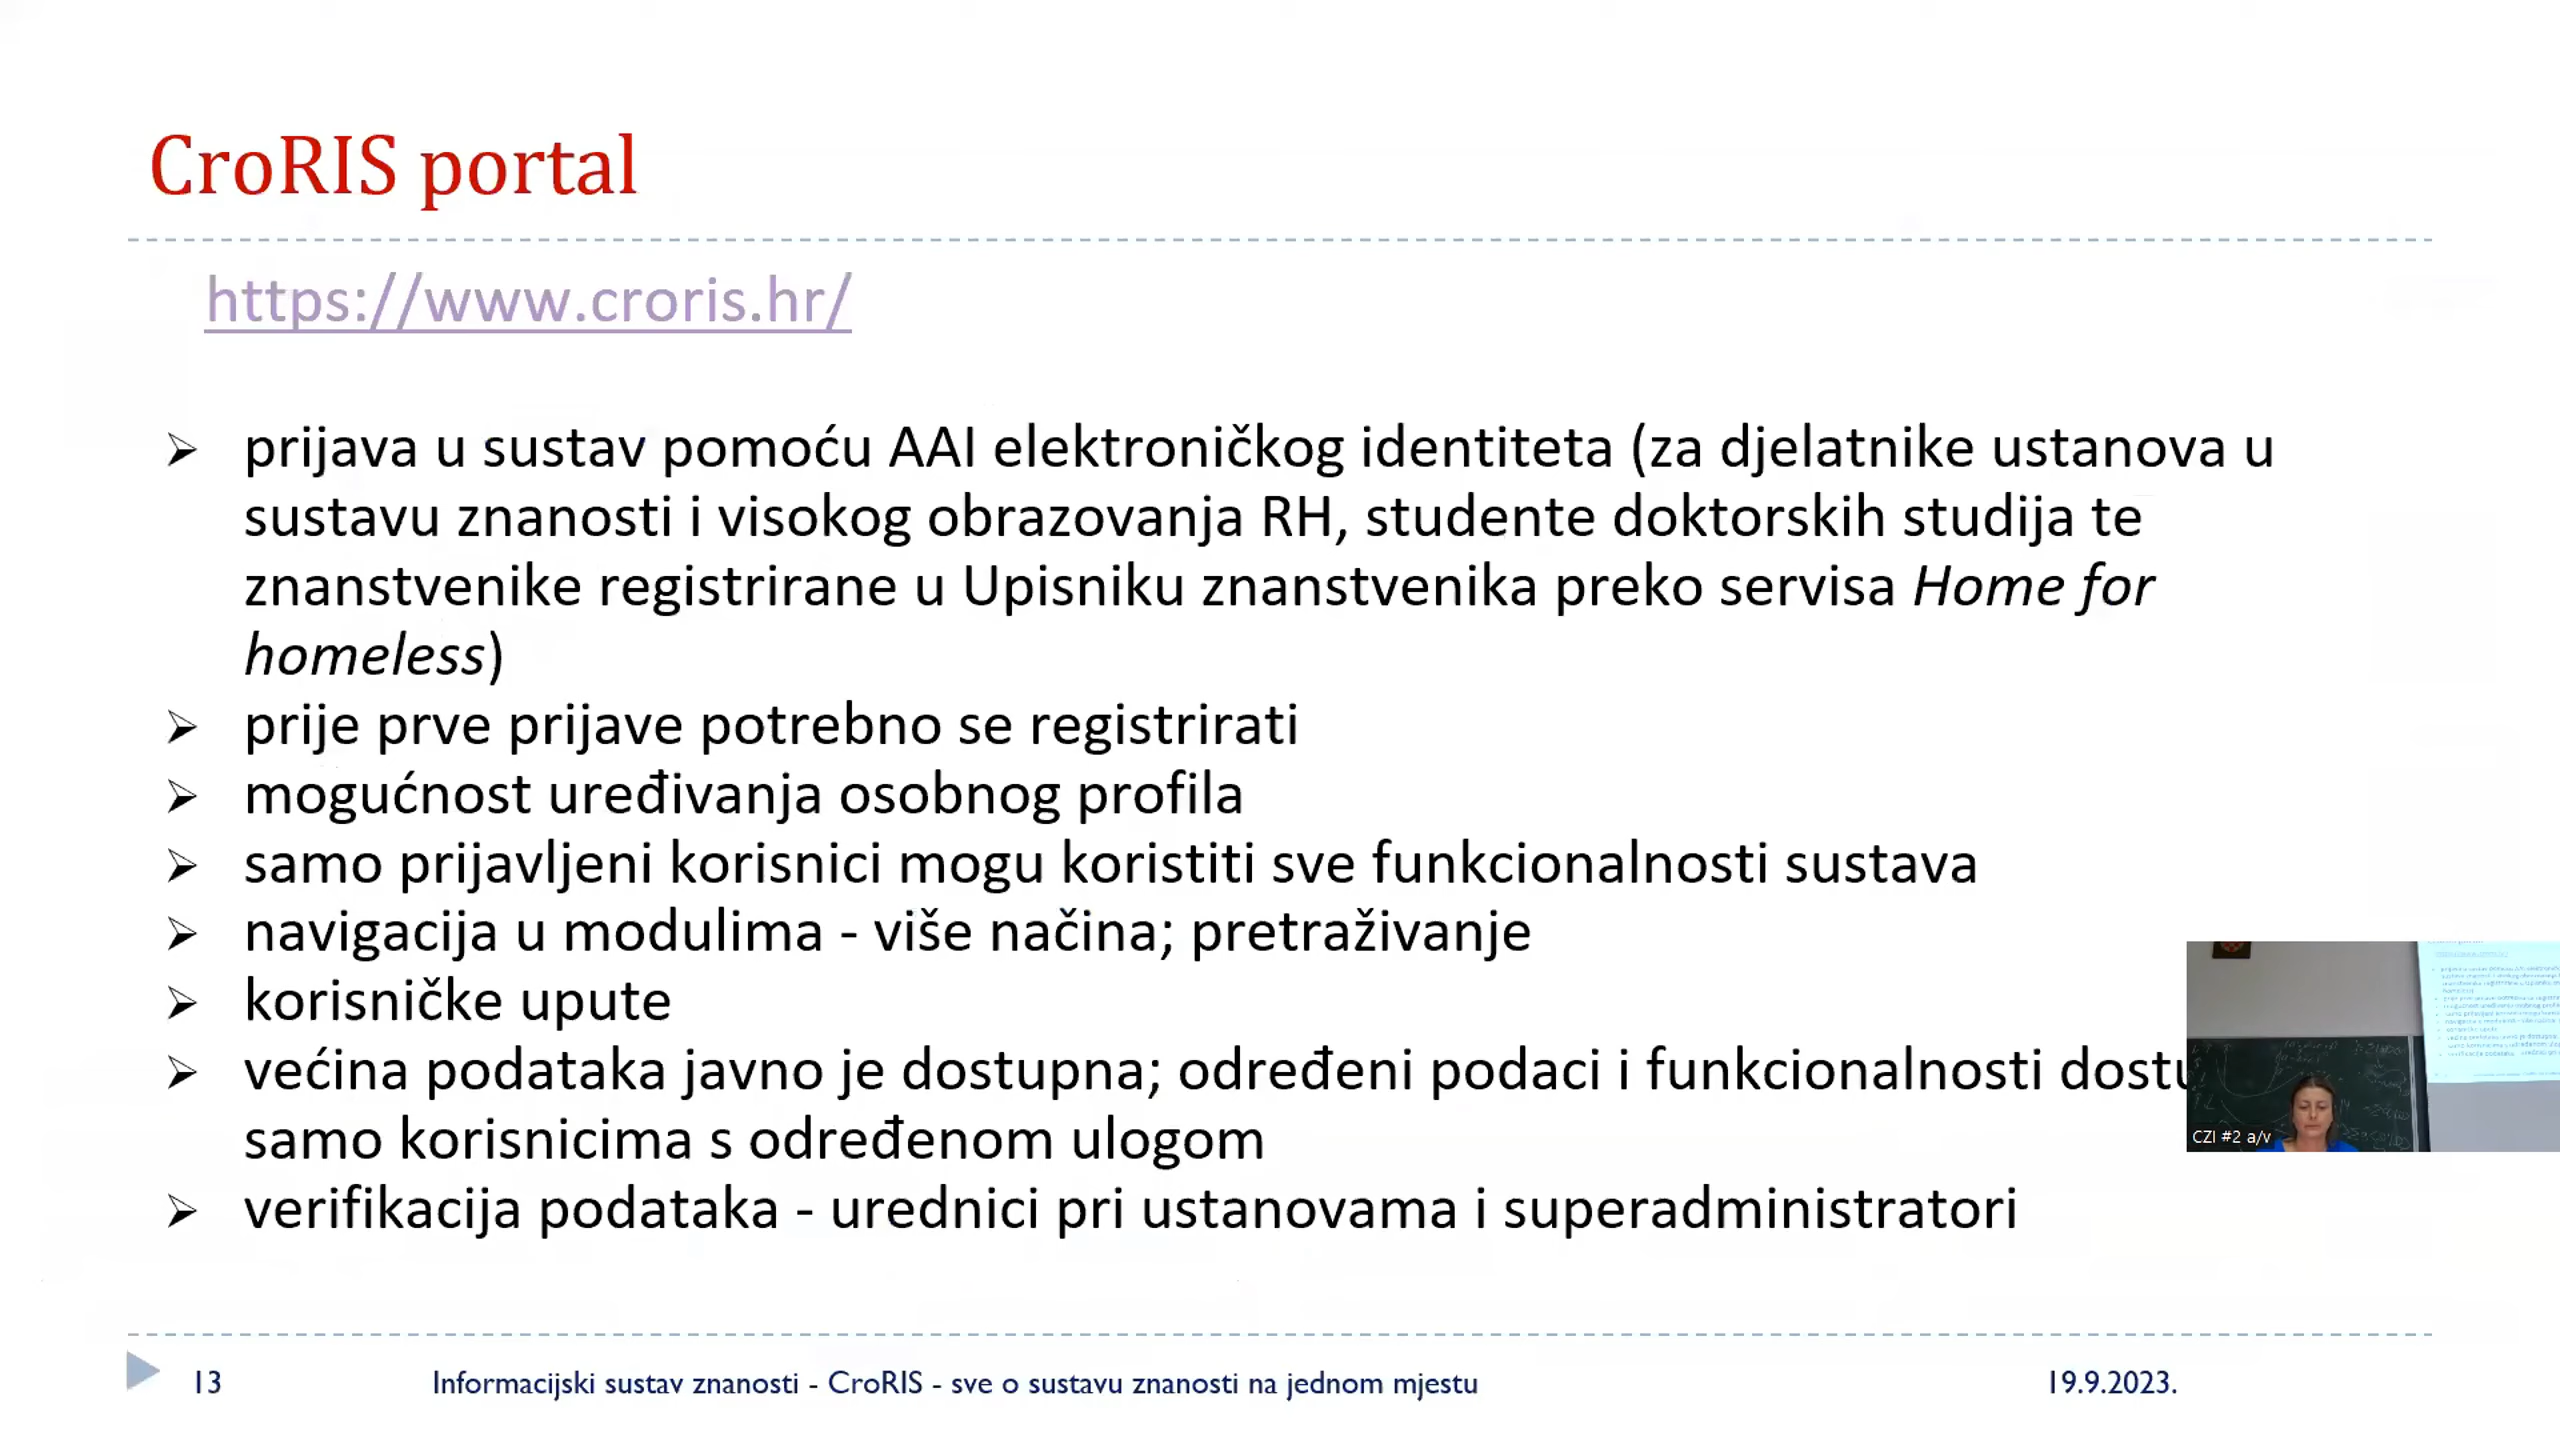 CroRIS portal
https://www.croris.hr/
➢ prijava u sustav pomoću AAI elektroničkog identiteta (za djelatnike ustanova u
sustavu znanosti i visokog obrazovanja RH, studente doktorskih studija te
znanstvenike registrirane u Upisniku znanstvenika preko servisa Home for
homeless)
➢ prije prve prijave potrebno se registrirati
➢ mogućnost uređivanja osobnog profila
➢ samo prijavljeni korisnici mogu koristiti sve funkcionalnosti sustava
➢ navigacija u modulima - više načina; pretraživanje
➢ korisničke upute
➢ većina podataka javno je dostupna; određeni podaci i funkcionalnosti
samo korisnicima s određenom ulogom
➢ verifikacija podataka - urednici pri ustanovama i superadministratori
CZI #2 a/v
13
Informacijski sustav znanosti - CroRIS - sve o sustavu znanosti na jednom mjestu
19.9.2023.